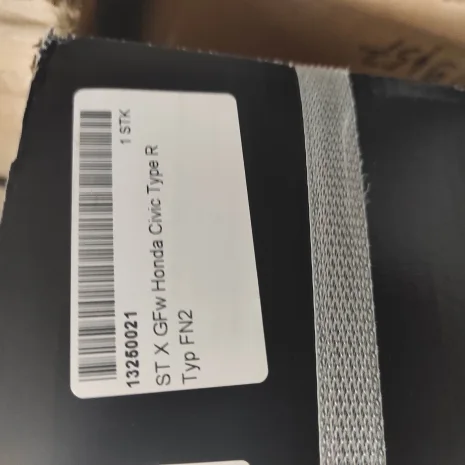 1 STK
13250021
ST X GFw Honda Civic Type R
Typ FN2